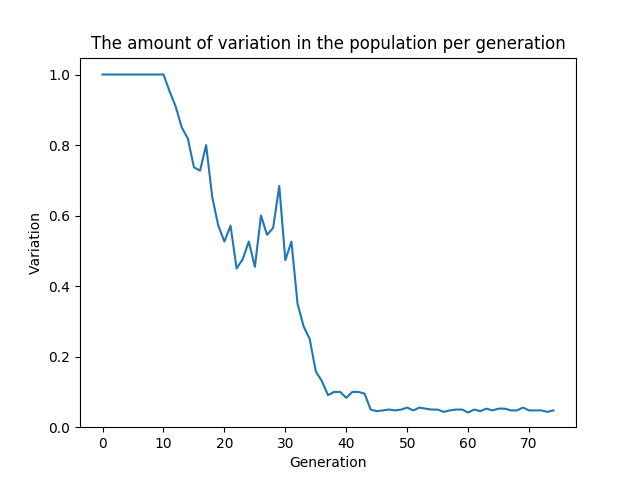 The amount of variation in the population per generation
1.0
0.8
0.6
0.4
0.2
0.0
Variation
0 10 20 30 40 50 60 70
Generation